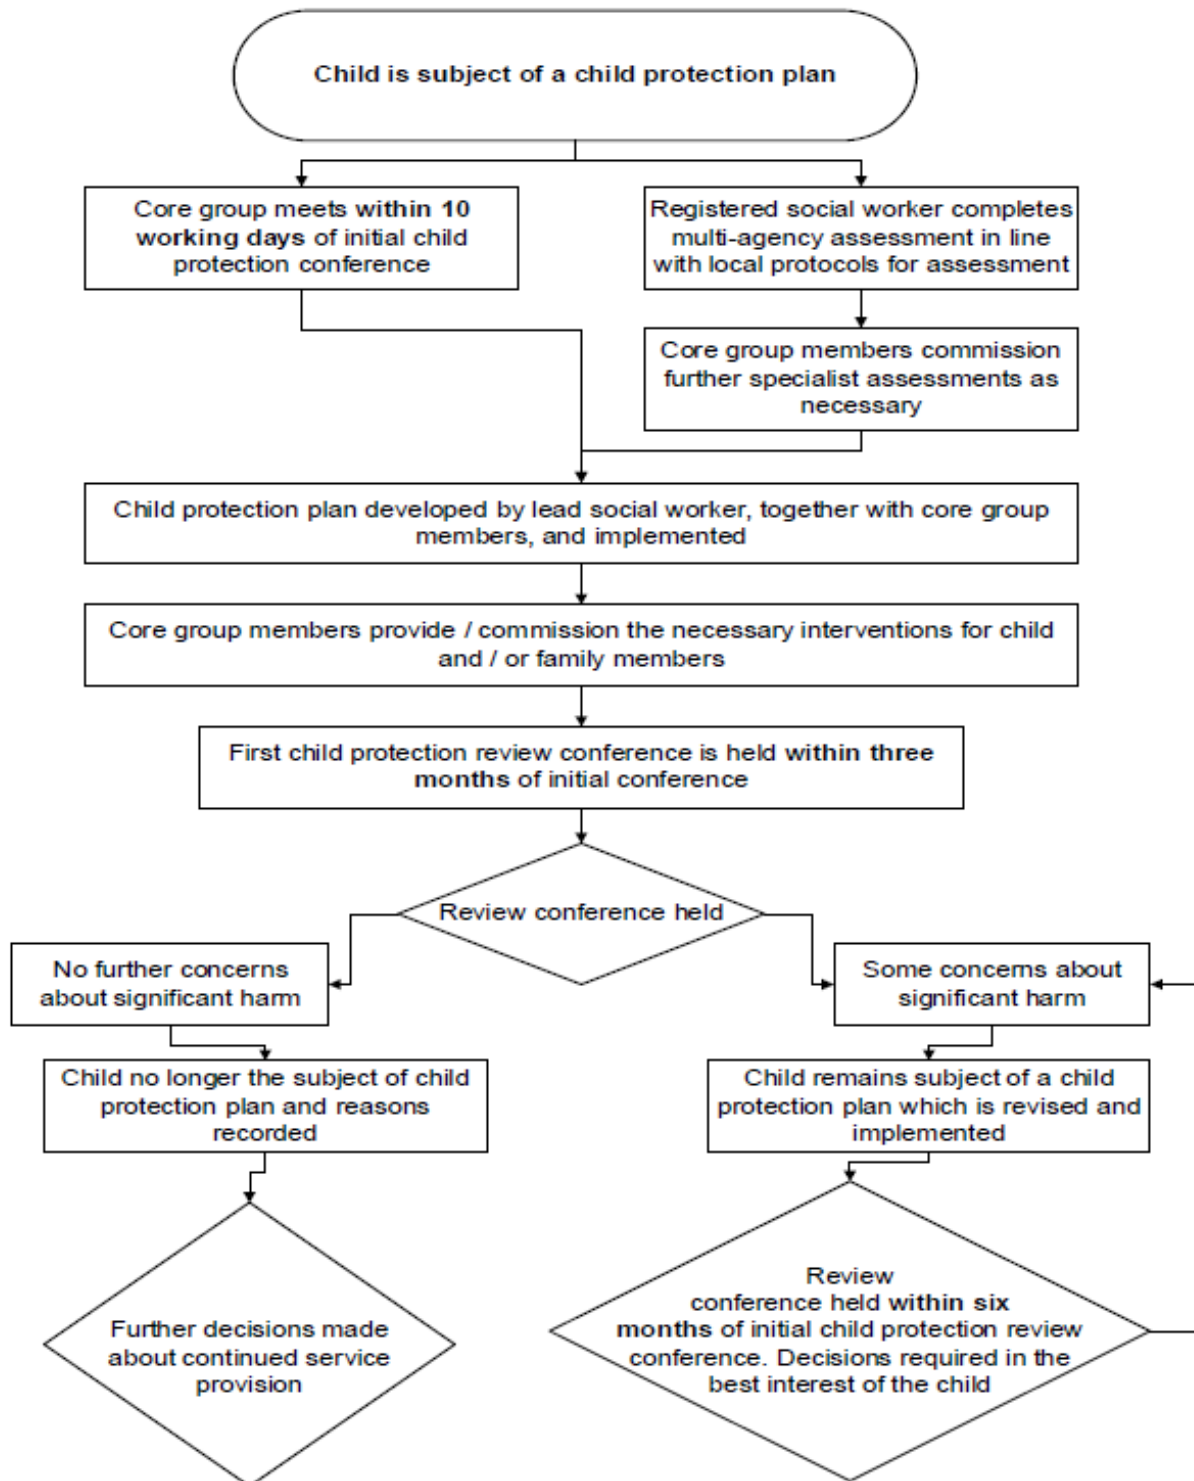 Child is subject of a child protection plan
Core group meets within 10
working days of initial child
protection conference
Registered social worker completes
multi-agency assessment in line
with local protocols for assessment
Core group members commission
further specialist assessments as
necessary
Child protection plan developed by lead social worker, together with core group
members, and implemented
Core group members provide / commission the necessary interventions for child
and / or family members
First child protection review conference is held within three
months of initial conference
Review conference held
No further concerns
about significant harm
Some concerns about
significant harm
Child no longer the subject of child
protection plan and reasons
recorded
Child remains subject of a child
protection plan which is revised and
implemented
Further decisions made
about continued service
provision
Review
conference held within six
months of initial child protection review
conference. Decisions required in the
best interest of the child